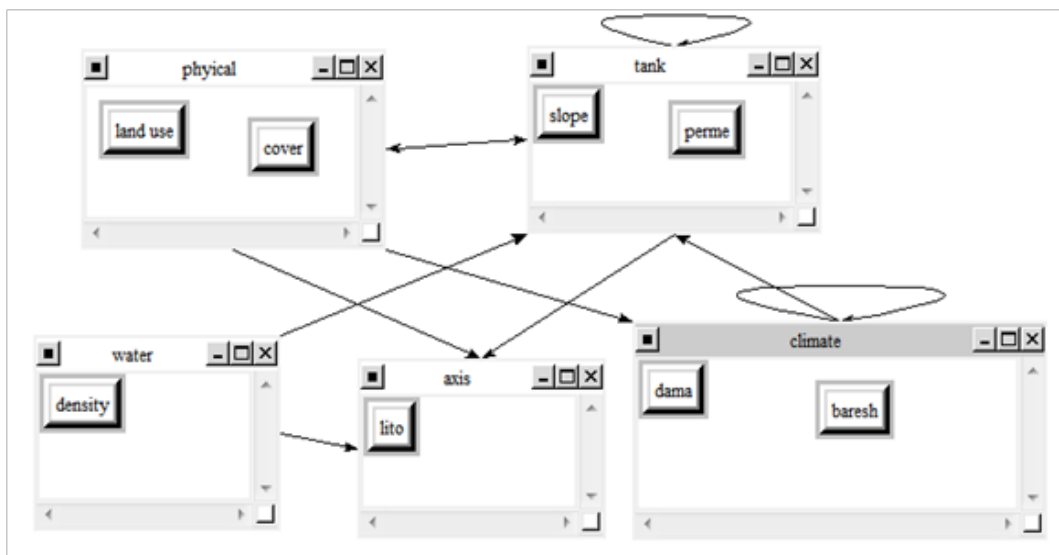 phyical
land use
cover
tank
slope
perme
water
density
axis
lito
climate
dama
baresh